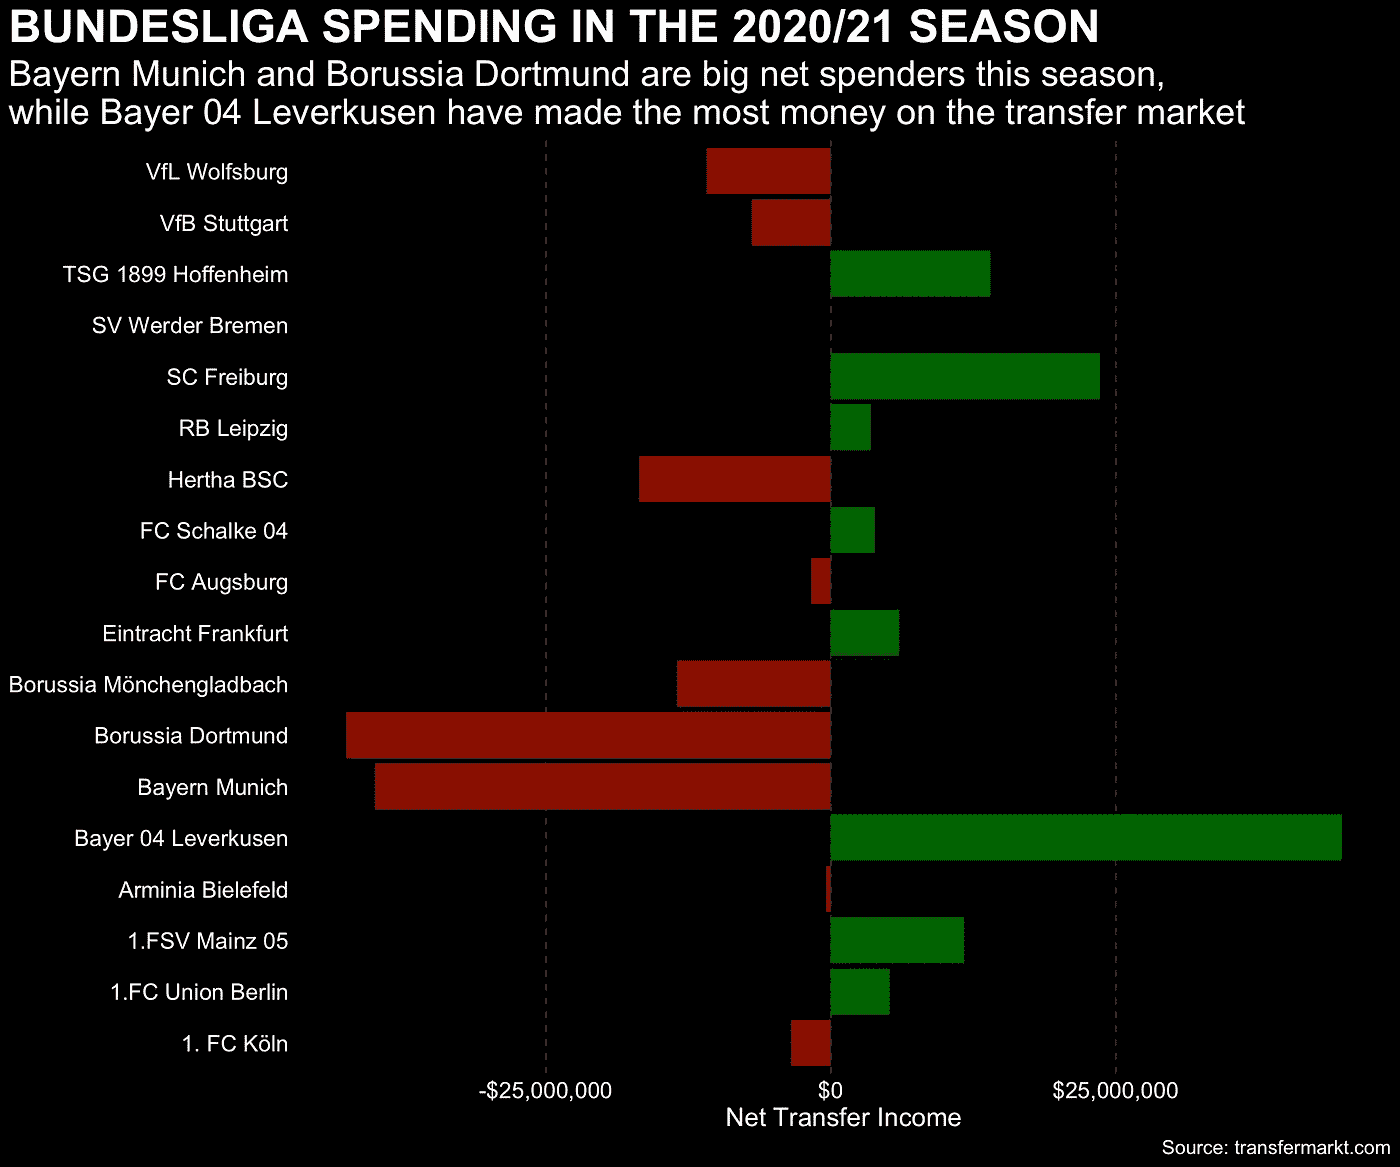 BUNDESLIGA SPENDING IN THE 2020/21 SEASON
Bayern Munich and Borussia Dortmund are big net spenders this season,
while Bayer 04 Leverkusen have made the most money on the transfer market
VfL Wolfsburg
VfB Stuttgart
TSG 1899 Hoffenheim
SV Werder Bremen
SC Freiburg
RB Leipzig
Hertha BSC
FC Schalke 04
FC Augsburg
Eintracht Frankfurt
Borussia Mönchengladbach
Borussia Dortmund
Bayern Munich
Bayer 04 Leverkusen
Arminia Bielefeld
1.FSV Mainz 05
1.FC Union Berlin
1. FC Köln
-$25,000,000 $0 $25,000,000
Net Transfer Income
Source: transfermarkt.com